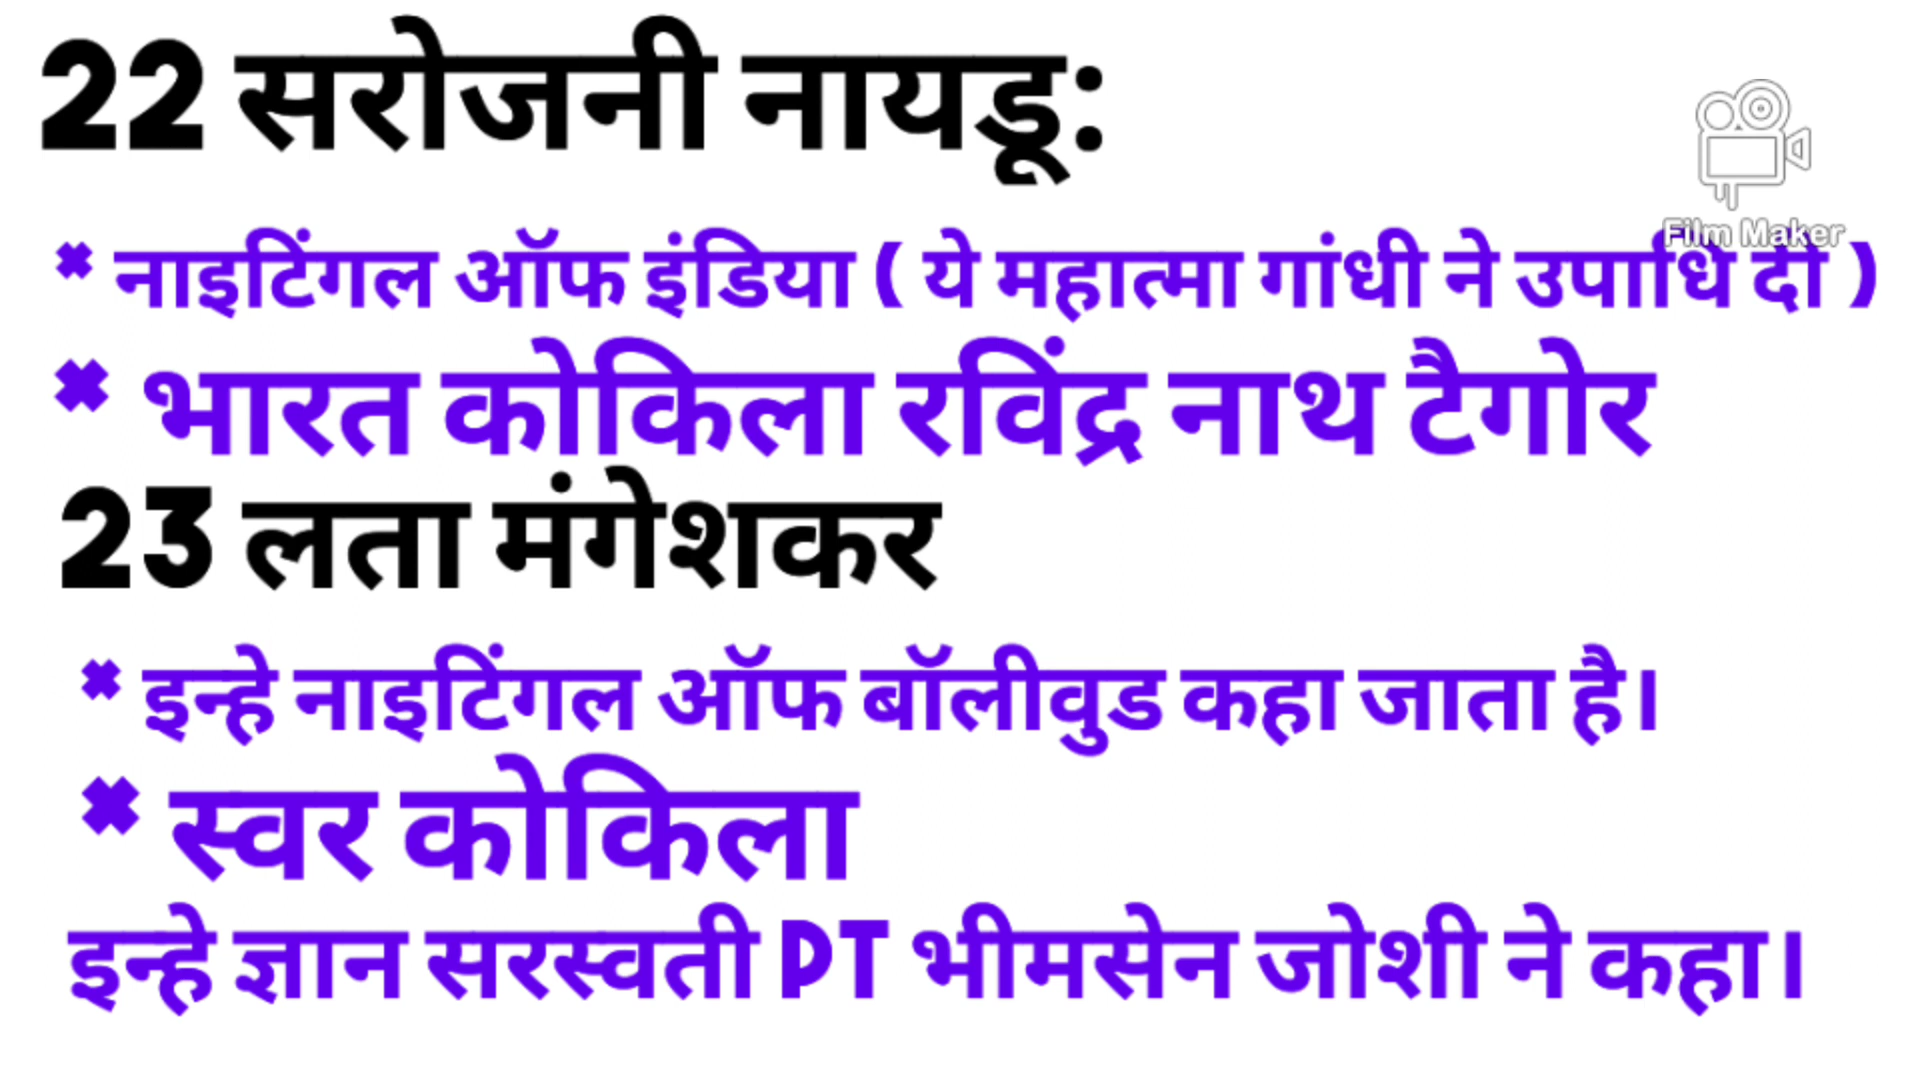 22 सरोजनी नायडू:
Film Maker
* नाइटिंगल ऑफ इंडिया ( ये महात्मा गांधी ने उपाधि दी )
* भारत कोकिला रविंद्र नाथ टैगोर
23 लता मंगेशकर
* इन्हे नाइटिंगल ऑफ बॉलीवुड कहा जाता है।
* स्वर कोकिला
इन्हे ज्ञान सरस्वती PT भीमसेन जोशी ने कहा।